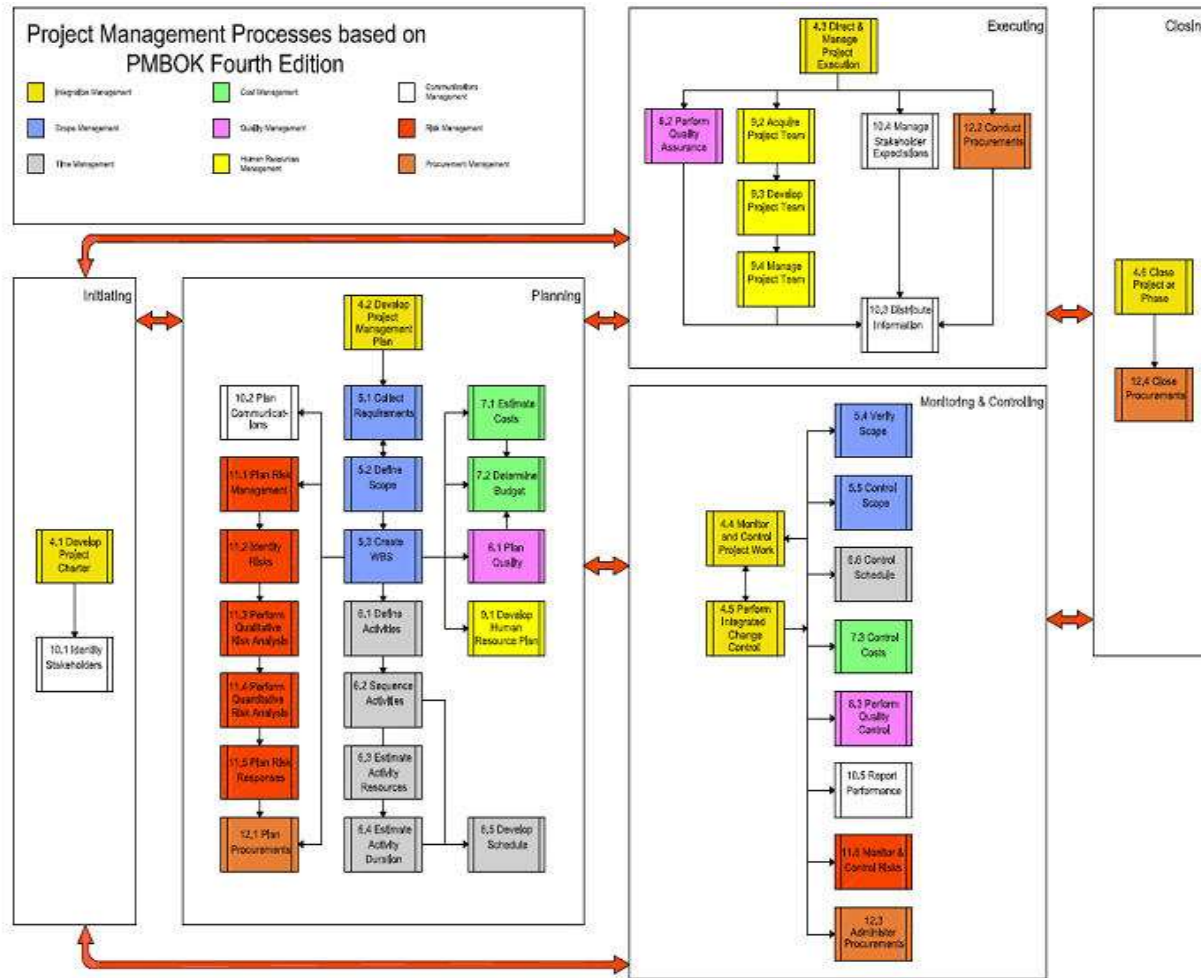 Project Management Processes based on
PMBOK Fourth Edition
Integration Management
Cost Management
Communications
Management
Scope Management
Quality Management
Risk Management
Time Management
Human Resources
Management
Procurement Management
Executing
4.3 Direct &
Manage
Project
Execution
8.2 Perform
Quality
Assurance
9.2 Acquire
Project Team
10.4 Manage
Stakeholder
Expectations
12.2 Conduct
Procurements
9.3 Develop
Project Team
9.4 Manage
Project Team
10.3 Distribute
Information
Closin
4.6 Close
Project or
Phase
12.4 Close
Procurements
Initiating
4.1 Develop
Project
Charter
10.1 Identify
Stakeholders
Planning
4.2 Develop
Project
Management
Plan
10.2 Plan
Communicat-
ions
5.1 Collect
Requirements
7.1 Estimate
Costs
11.1 Plan Risk
Management
5.2 Define
Scope
7.2 Determine
Budget
11.2 Identify
Risks
5.3 Create
WBS
8.1 Plan
Quality
11.3 Perform
Qualitative
Risk Analysis
6.1 Define
Activities
9.1 Develop
Human
Resource Plan
11.4 Perform
Quantitative
Risk Analysis
6.2 Sequence
Activities
11.5 Plan Risk
Responses
6.3 Estimate
Activity
Resources
12.1 Plan
Procurements
6.4 Estimate
Activity
Duration
6.5 Develop
Schedule
Monitoring & Controlling
4.4 Monitor
and Control
Project Work
4.5 Perform
Integrated
Change
Control
5.4 Verify
Scope
5.5 Control
Scope
6.6 Control
Schedule
7.3 Control
Costs
8.3 Perform
Quality
Control
10.5 Report
Performance
11.6 Monitor &
Control Risks
12.3
Administer
Procurements